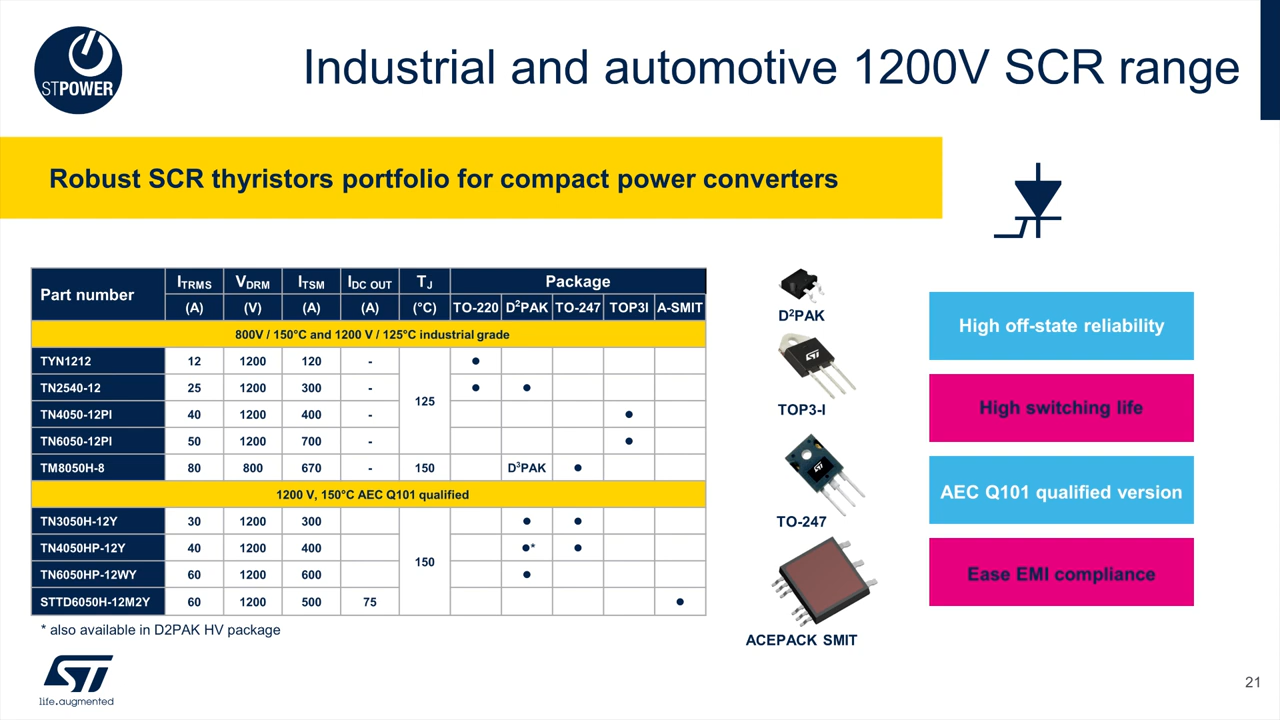 STPOWER
Industrial and automotive 1200V SCR range
Robust SCR thyristors portfolio for compact power converters
Part number ITRMS VDRM ITSM IDC OUT TJ Package
(A) (V) (A) (A) (°C) TO-220 D²PAK TO-247 TOP3I A-SMIT
800V / 150°C and 1200 V / 125°C industrial grade
TYN1212 12 1200 120 - ●
TN2540-12 25 1200 300 - ● ●
125
TN4050-12PI 40 1200 400 - ●
TN6050-12PI 50 1200 700 - ●
TM8050H-8 80 800 670 - 150 D³PAK ●
1200 V, 150°C AEC Q101 qualified
TN3050H-12Y 30 1200 300 ● ●
TN4050HP-12Y 40 1200 400 ●* ●
150
TN6050HP-12WY 60 1200 600 ●
STTD6050H-12M2Y 60 1200 500 75 ●
* also available in D2PAK HV package
D²PAK
ST
TOP3-I
ST
TO-247
ACEPACK SMIT
High off-state reliability
High switching life
AEC Q101 qualified version
Ease EMI compliance
ST
life.augmented
21